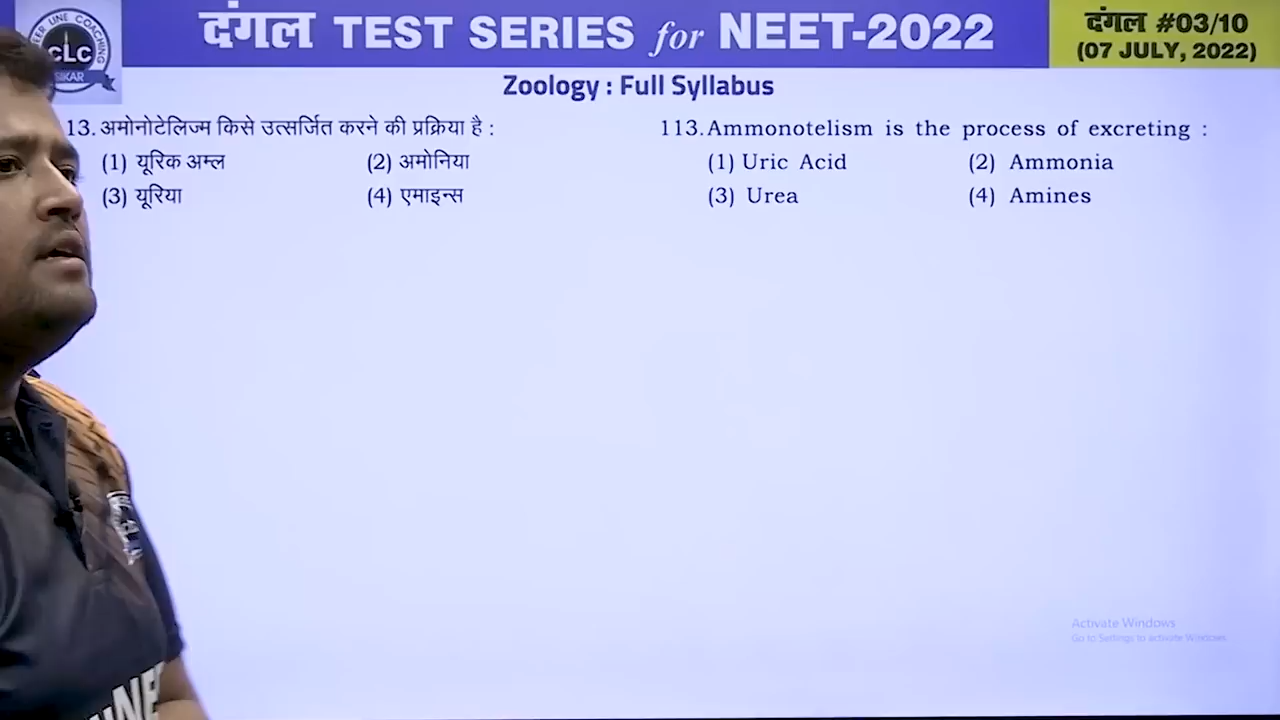 दंगल TEST SERIES for NEET-2022
दंगल #03/10
(07 JULY, 2022)
LINE COACHING
CLC
SIKAR
Zoology : Full Syllabus
13. अमोनोटेलिज्म किसे उत्सर्जित करने की प्रक्रिया है :
(1) यूरिक अम्ल (2) अमोनिया
(3) यूरिया (4) एमाइन्स
113. Ammonotelism is the process of excreting :
(1) Uric Acid (2) Ammonia
(3) Urea (4) Amines
Activate Windows
Go to Settings to activate Windows.